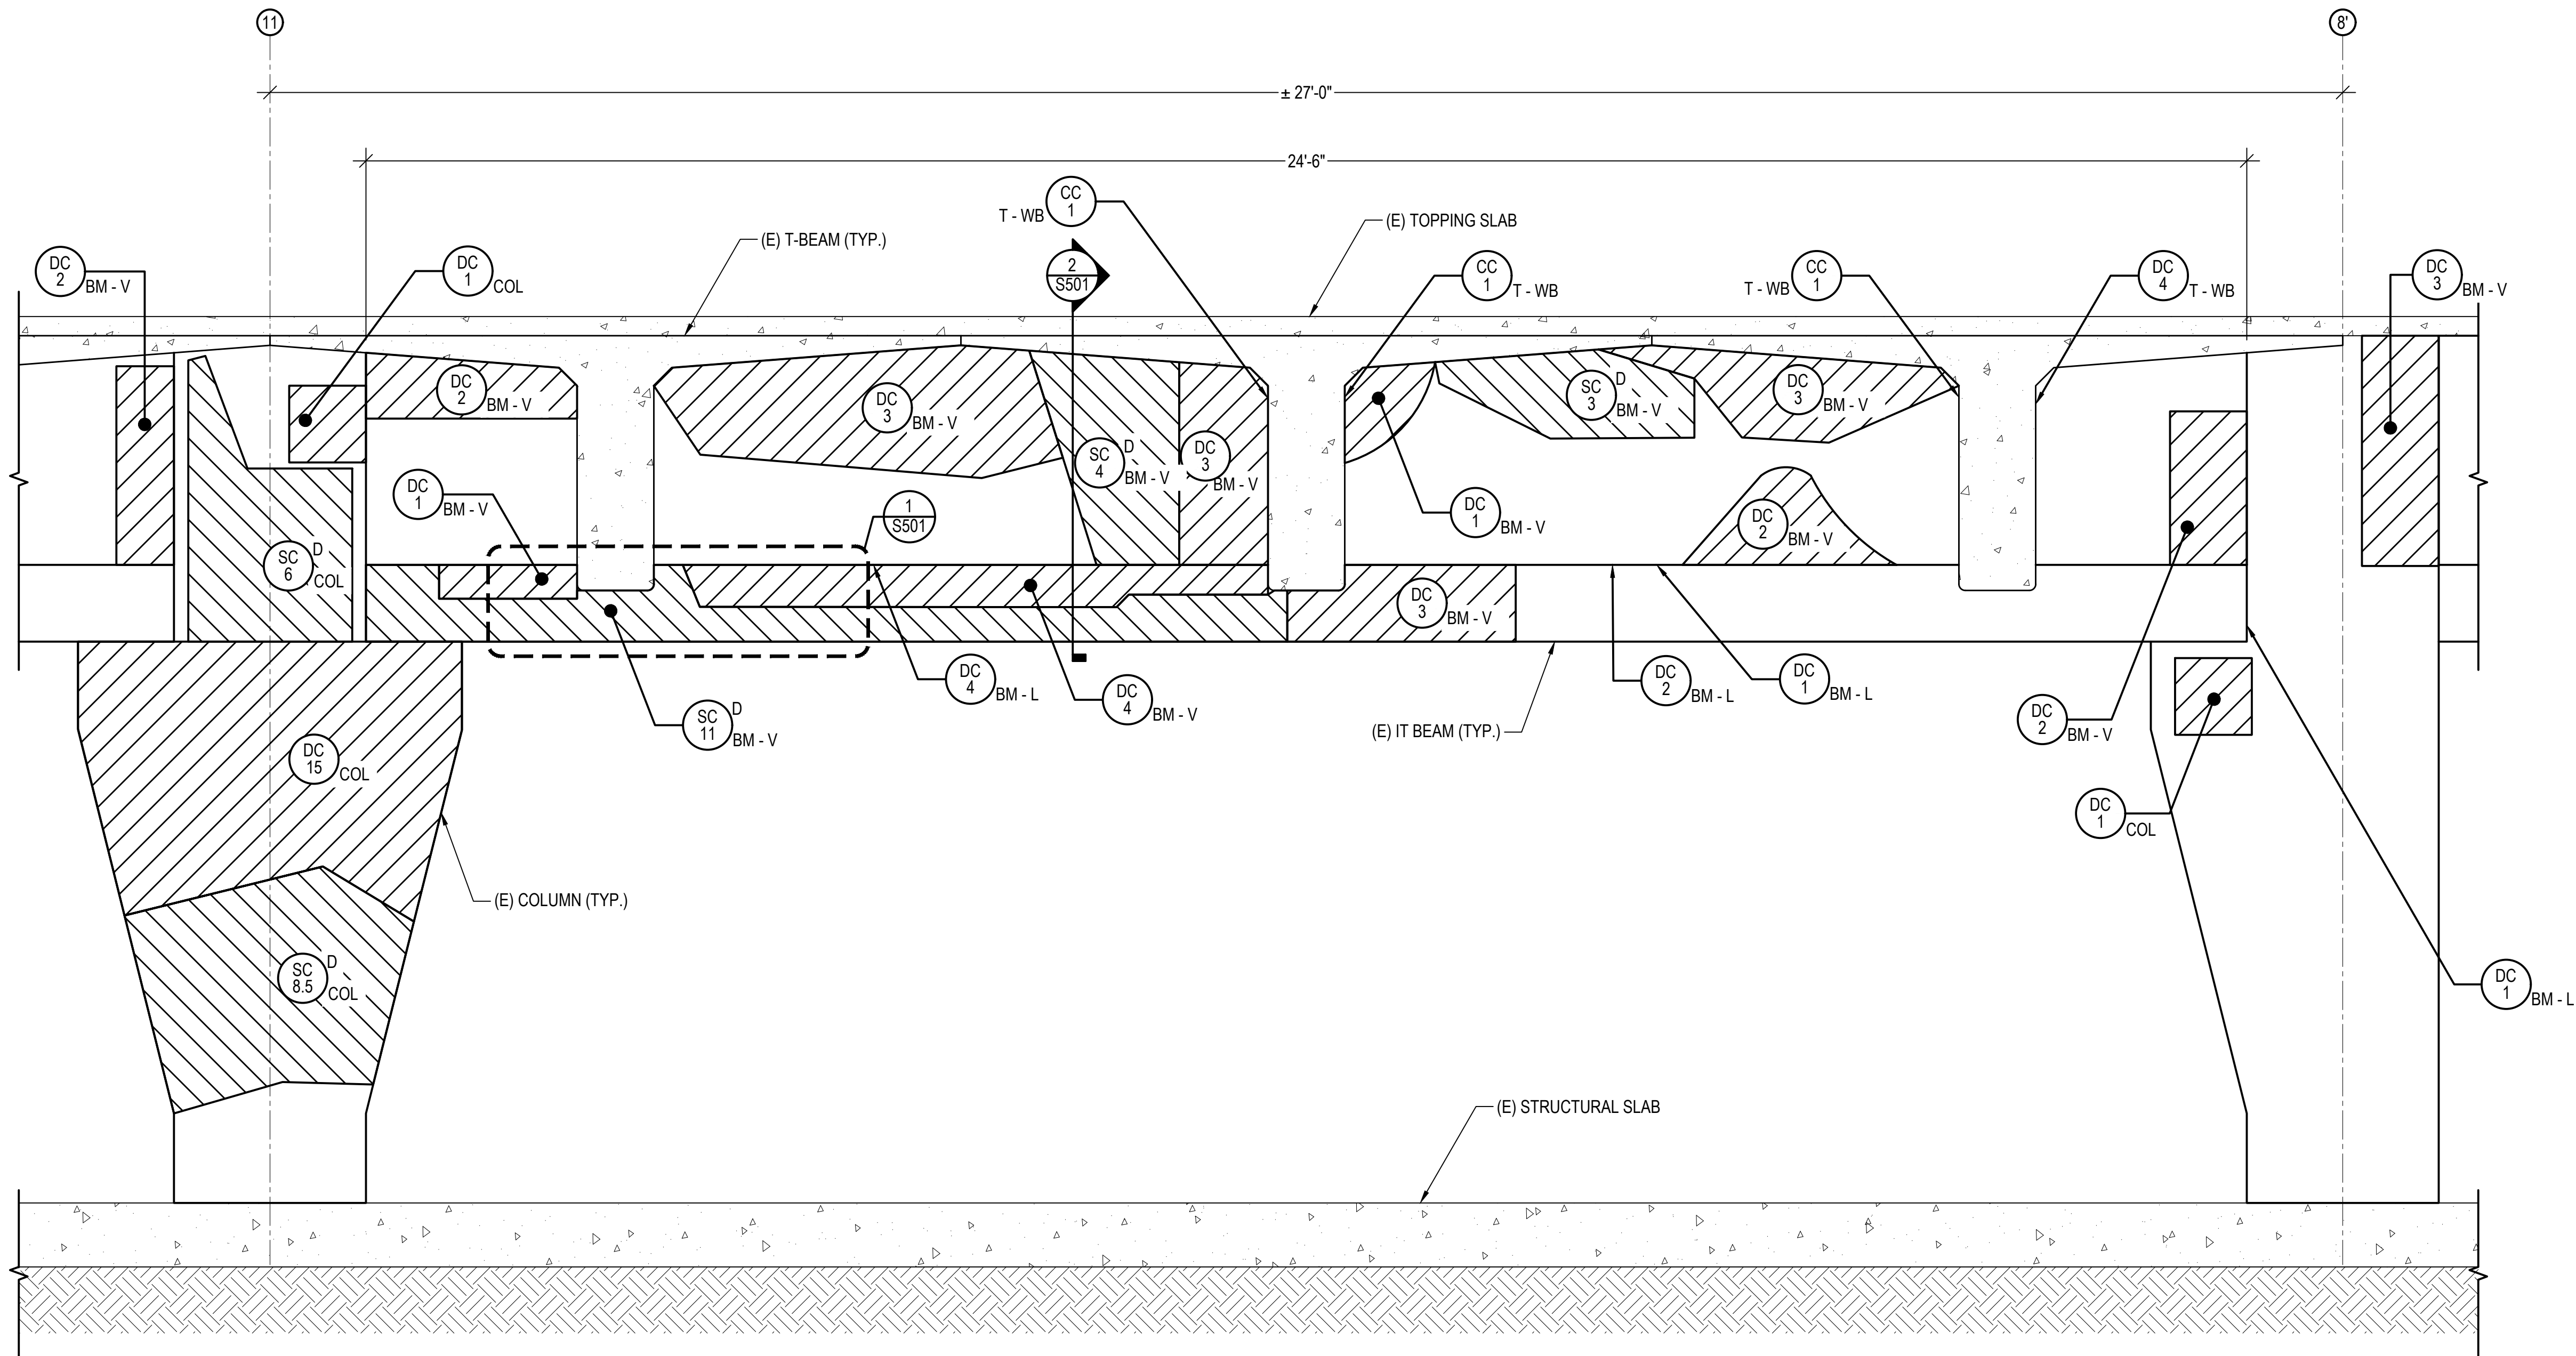 11
8'
± 27'-0"
24'-6"
CC
1
T - WB
(E) TOPPING SLAB
(E) T-BEAM (TYP.)
DC
2
BM - V
DC
1
COL
2
S501
CC
1
T - WB
T - WB
CC
1
DC
4
T - WB
DC
3
BM - V
DC
2
BM - V
DC
3
BM - V
SC
4
D
BM - V
DC
3
BM - V
SC
3
D
BM - V
DC
3
BM - V
DC
1
BM - V
1
S501
DC
1
BM - V
DC
2
BM - V
SC
6
D
COL
DC
3
BM - V
DC
4
BM - L
DC
4
BM - V
SC
11
D
BM - V
DC
2
BM - L
DC
1
BM - L
(E) IT BEAM (TYP.)
DC
2
BM - V
DC
15
COL
DC
1
COL
(E) COLUMN (TYP.)
SC
8.5
D
COL
DC
1
BM - L
(E) STRUCTURAL SLAB